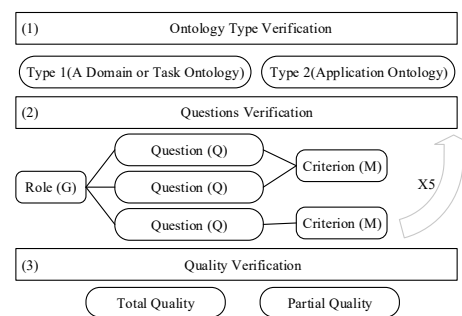 (1) Ontology Type Verification
Type 1(A Domain or Task Ontology) Type 2(Application Ontology)
(2) Questions Verification
Question (Q)
Criterion (M)
Role (G) Question (Q) X5
Question (Q) Criterion (M)
(3) Quality Verification
Total Quality Partial Quality